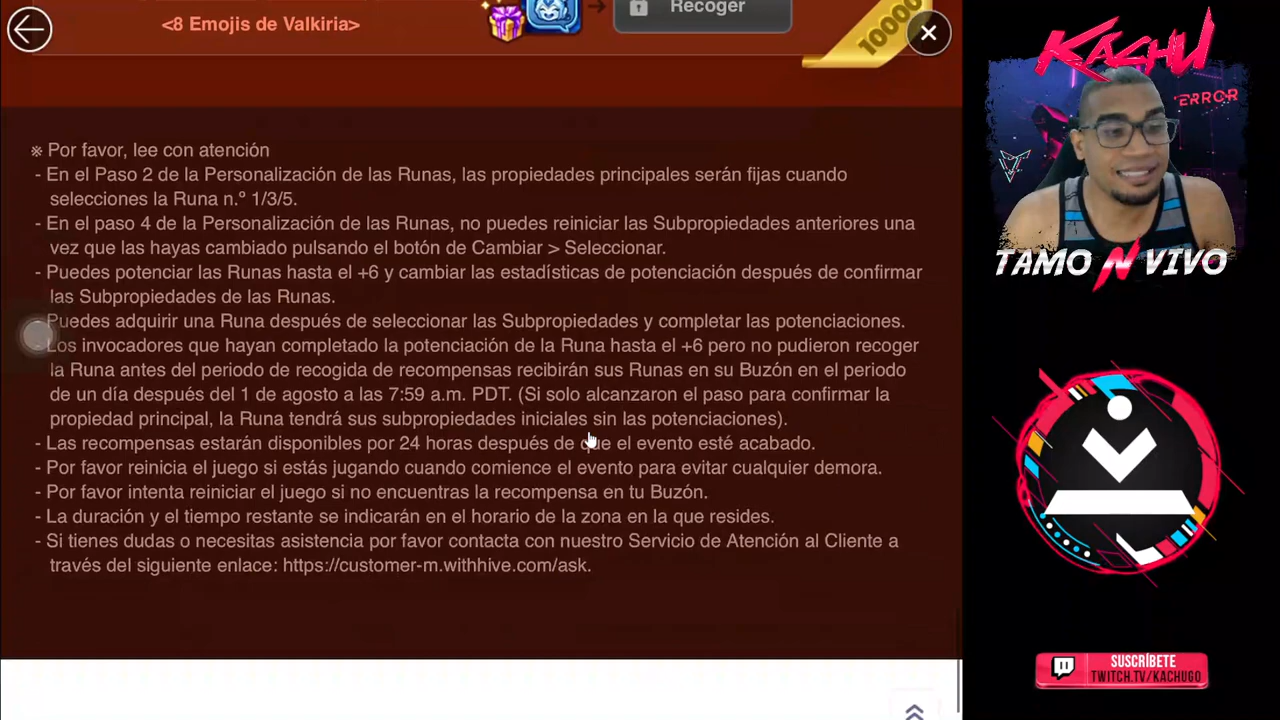 <8 Emojis de Valkiria>
Recoger
10000
※ Por favor, lee con atención
- En el Paso 2 de la Personalización de las Runas, las propiedades principales serán fijas cuando
selecciones la Runa n.º 1/3/5.
- En el paso 4 de la Personalización de las Runas, no puedes reiniciar las Subpropiedades anteriores una
vez que las hayas cambiado pulsando el botón de Cambiar > Seleccionar.
- Puedes potenciar las Runas hasta el +6 y cambiar las estadísticas de potenciación después de confirmar
las Subpropiedades de las Runas.
Puedes adquirir una Runa después de seleccionar las Subpropiedades y completar las potenciaciones.
- Los invocadores que hayan completado la potenciación de la Runa hasta el +6 pero no pudieron recoger
la Runa antes del periodo de recogida de recompensas recibirán sus Runas en su Buzón en el periodo
de un día después del 1 de agosto a las 7:59 a.m. PDT. (Si solo alcanzaron el paso para confirmar la
propiedad principal, la Runa tendrá sus subpropiedades iniciales sin las potenciaciones).
- Las recompensas estarán disponibles por 24 horas después de que el evento esté acabado.
- Por favor reinicia el juego si estás jugando cuando comience el evento para evitar cualquier demora.
- Por favor intenta reiniciar el juego si no encuentras la recompensa en tu Buzón.
- La duración y el tiempo restante se indicarán en el horario de la zona en la que resides.
- Si tienes dudas o necesitas asistencia por favor contacta con nuestro Servicio de Atención al Cliente a
través del siguiente enlace: https://customer-m.withhive.com/ask.
KACHU
ERROR
TAMO N VIVO
SUSCRÍBETE
TWITCH.TV/KACHUGO